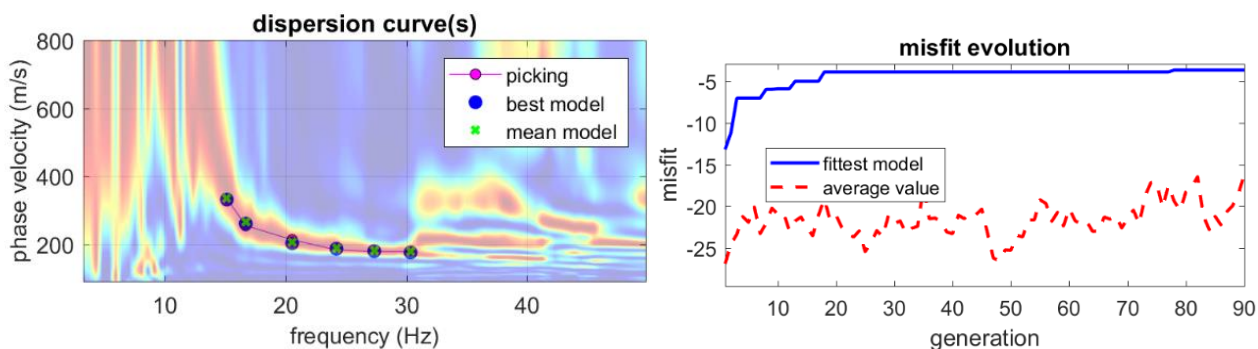 dispersion curve(s)
phase velocity (m/s)
800
600
400
200
picking
best model
mean model
10
20
30
40
frequency (Hz)
misfit evolution
misfit
-5
-10
-15
-20
-25
fittest model
average value
10
20
30
40
50
60
70
80
90
generation